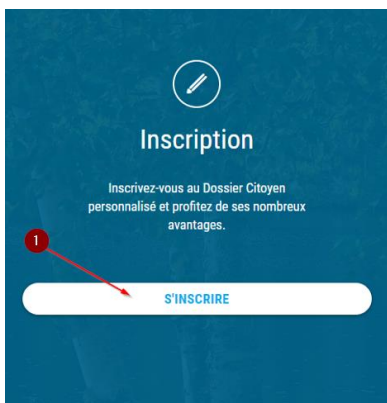 Inscription
Inscrivez-vous au Dossier Citoyen
personnalisé et profitez de ses nombreux
avantages.
1
S'INSCRIRE